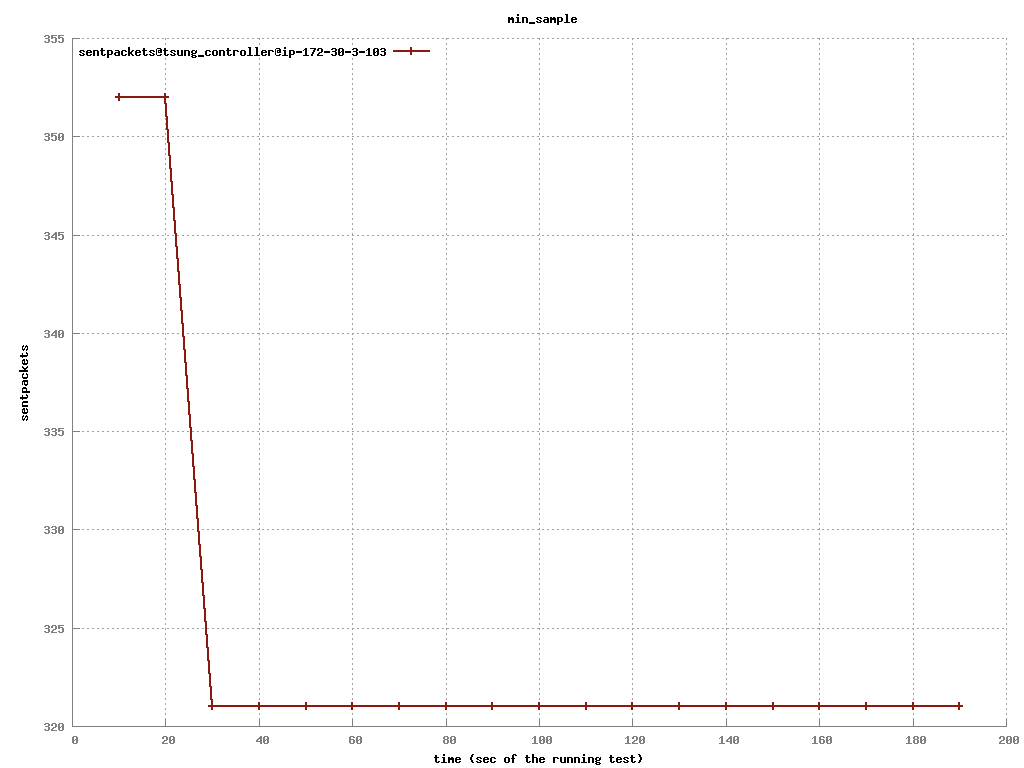 min_sample
sentpackets@tsung_controller@ip-172-30-3-103
355
350
345
340
335
330
325
320
sentpackets
0 20 40 60 80 100 120 140 160 180 200
time (sec of the running test)